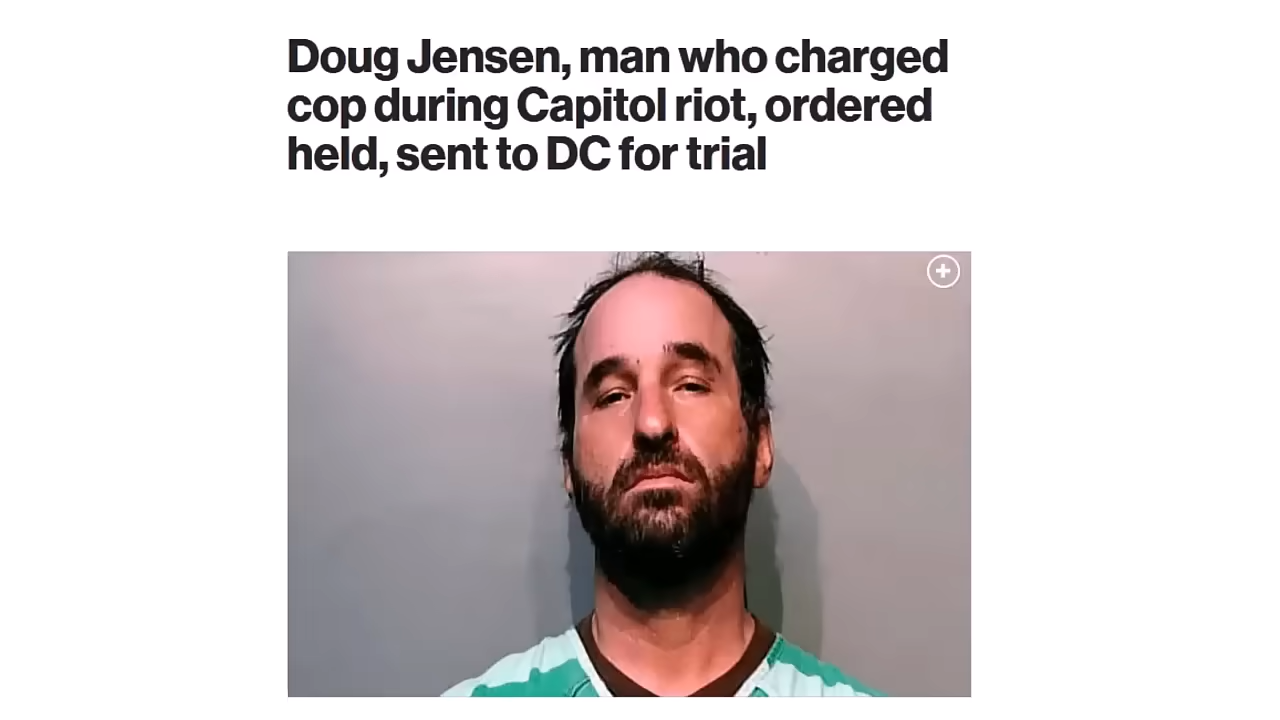 Doug Jensen, man who charged
cop during Capitol riot, ordered
held, sent to DC for trial